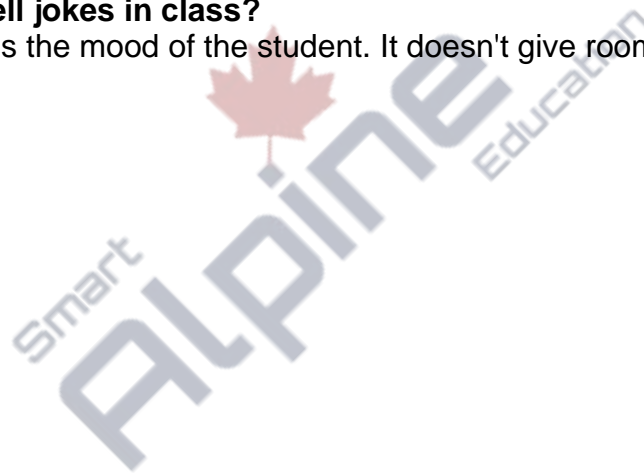 ell jokes in class?
s the mood of the student. It doesn't give room
Smart
Alpine
Education